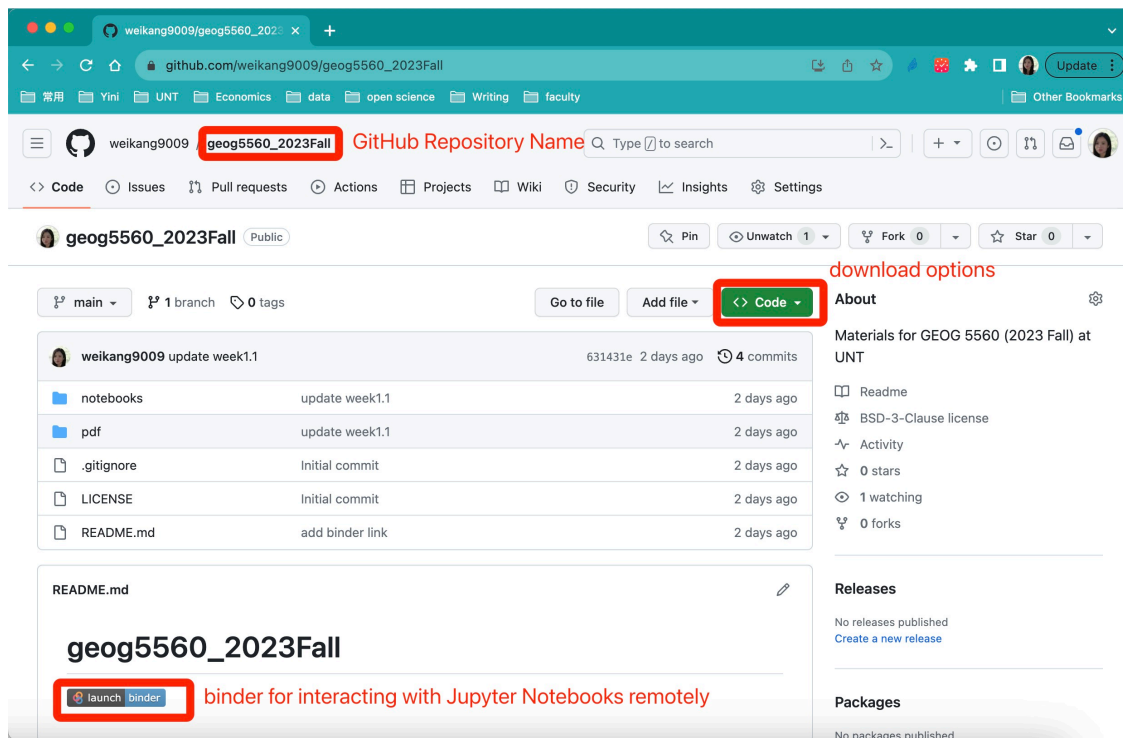 weikang9009/geog5560_2023
github.com/weikang9009/geog5560_2023Fall
Update
常用 Yini UNT Economics data open science Writing faculty Other Bookmarks
weikang9009 / geog5560_2023Fall GitHub Repository Name Type / to search
<> Code Issues Pull requests Actions Projects Wiki Security Insights Settings
geog5560_2023Fall Public Pin Unwatch 1 Fork 0 Star 0
download options
main 1 branch 0 tags Go to file Add file <> Code About
Materials for GEOG 5560 (2023 Fall) at
UNT
weikang9009 update week1.1 631431e 2 days ago 4 commits
notebooks update week1.1 2 days ago
pdf update week1.1 2 days ago
.gitignore Initial commit 2 days ago
LICENSE Initial commit 2 days ago
README.md add binder link 2 days ago
Readme
BSD-3-Clause license
Activity
0 stars
1 watching
0 forks
README.md
geog5560_2023Fall
launch binder binder for interacting with Jupyter Notebooks remotely
Releases
No releases published
Create a new release
Packages
No packages published